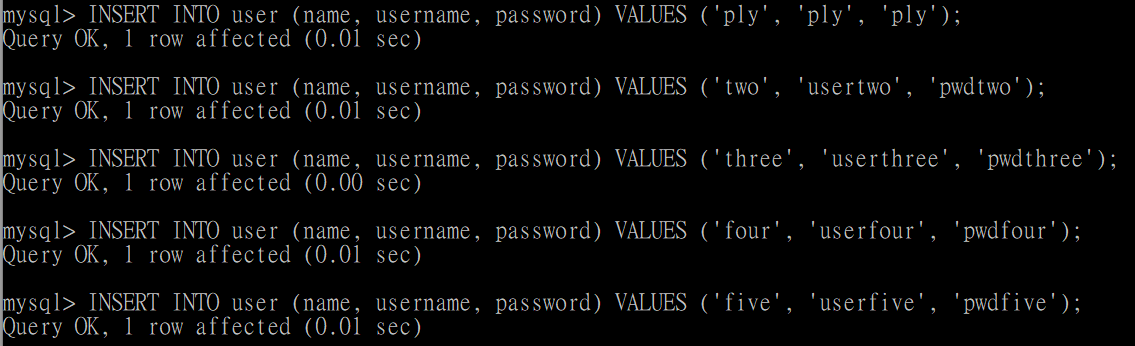 mysql> INSERT INTO user (name, username, password) VALUES ('ply', 'ply', 'ply');
Query OK, 1 row affected (0.01 sec)
mysql> INSERT INTO user (name, username, password) VALUES ('two', 'usertwo', 'pwdtwo');
Query OK, 1 row affected (0.01 sec)
mysql> INSERT INTO user (name, username, password) VALUES ('three', 'userthree', 'pwdthree');
Query OK, 1 row affected (0.00 sec)
mysql> INSERT INTO user (name, username, password) VALUES ('four', 'userfour', 'pwdfour');
Query OK, 1 row affected (0.01 sec)
mysql> INSERT INTO user (name, username, password) VALUES ('five', 'userfive', 'pwdfive');
Query OK, 1 row affected (0.01 sec)